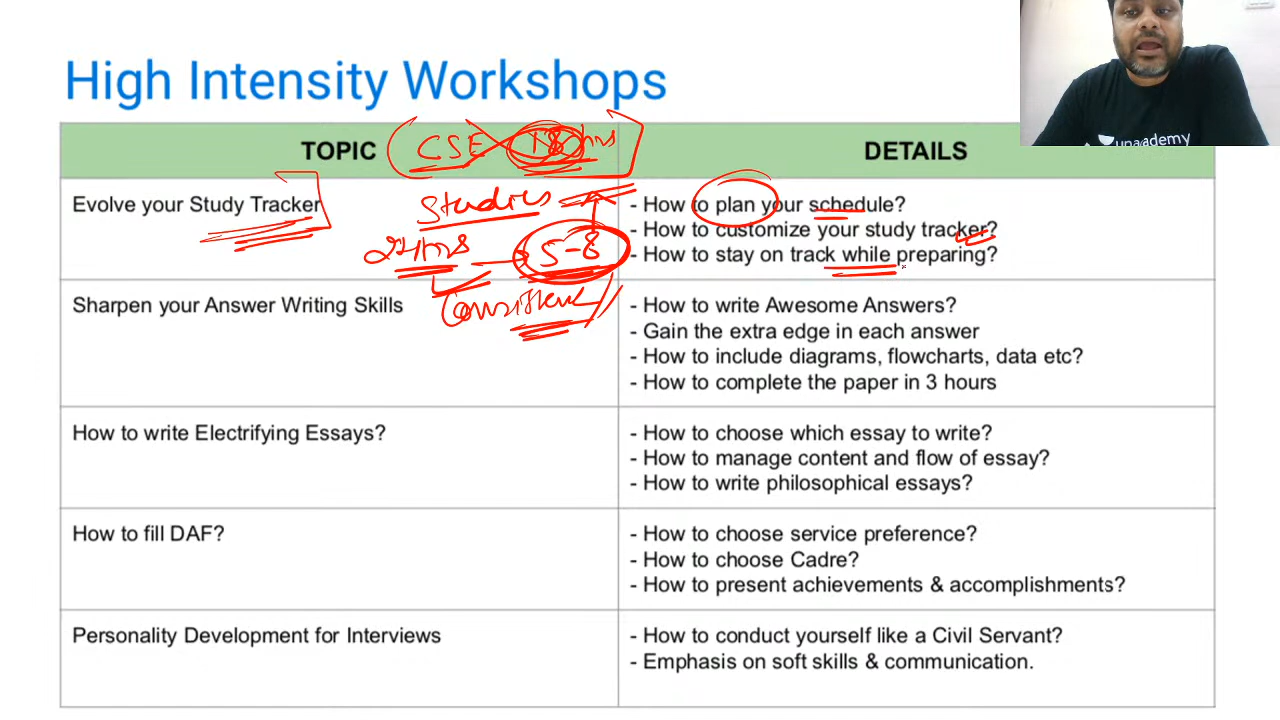 High Intensity Workshops
TOPIC
DETAILS
CSE 18 hrs
Evolve your Study Tracker
Studies
24 hrs
5-8
Consistent
- How to plan your schedule?
- How to customize your study tracker?
- How to stay on track while preparing?
Sharpen your Answer Writing Skills
- How to write Awesome Answers?
- Gain the extra edge in each answer
- How to include diagrams, flowcharts, data etc?
- How to complete the paper in 3 hours
How to write Electrifying Essays?
- How to choose which essay to write?
- How to manage content and flow of essay?
- How to write philosophical essays?
How to fill DAF?
- How to choose service preference?
- How to choose Cadre?
- How to present achievements & accomplishments?
Personality Development for Interviews
- How to conduct yourself like a Civil Servant?
- Emphasis on soft skills & communication.
unacademy